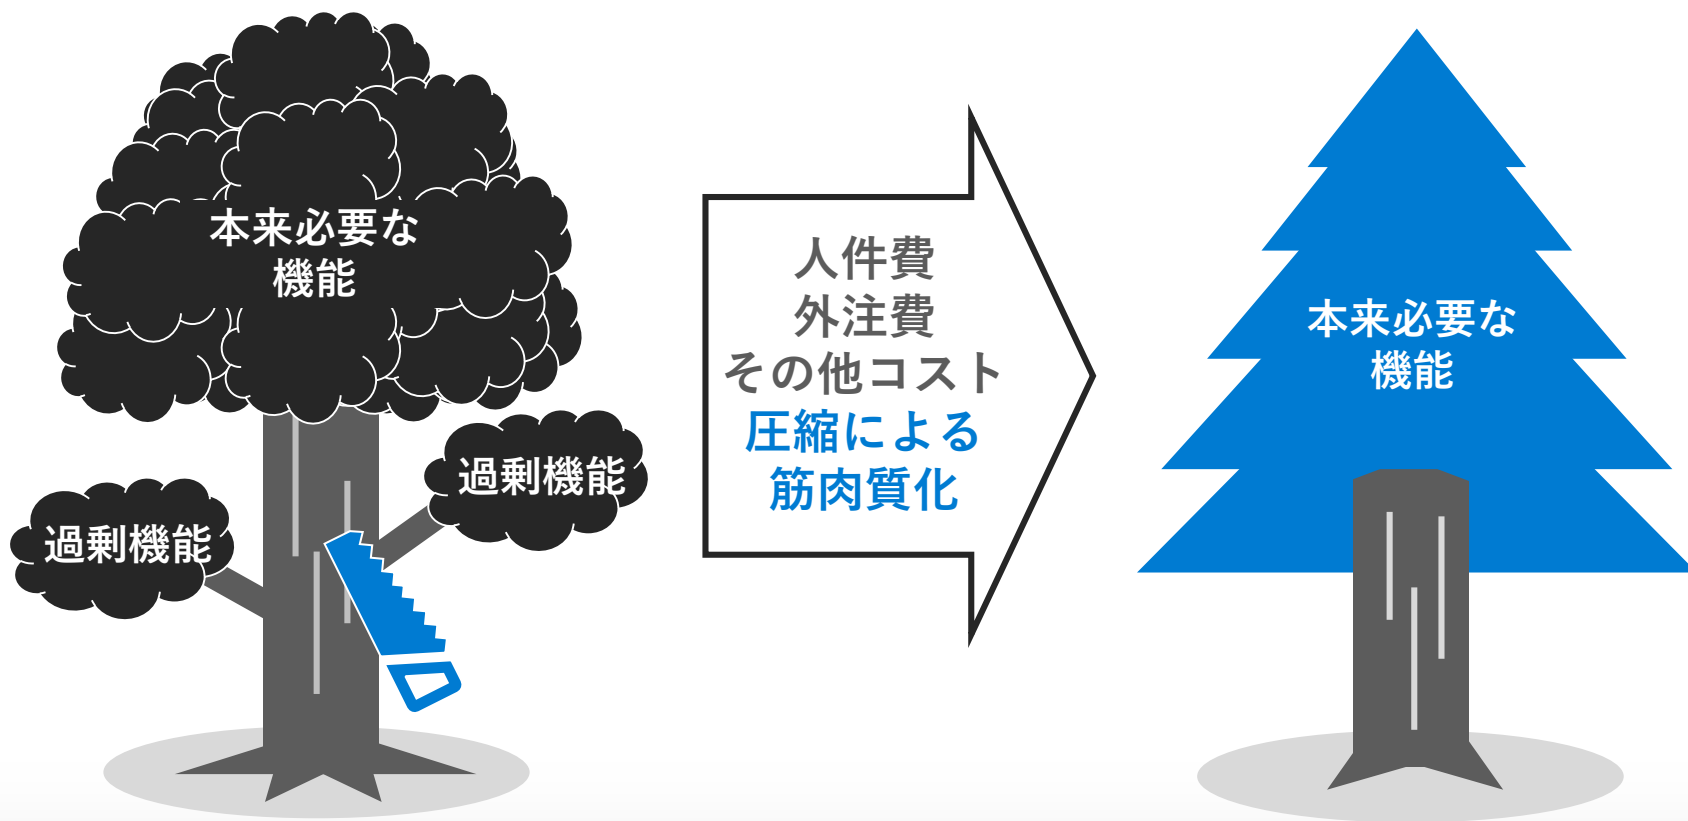 本来必要な
機能
過剰機能
過剰機能
人件費
外注費
その他コスト
圧縮による
筋肉質化
本来必要な
機能